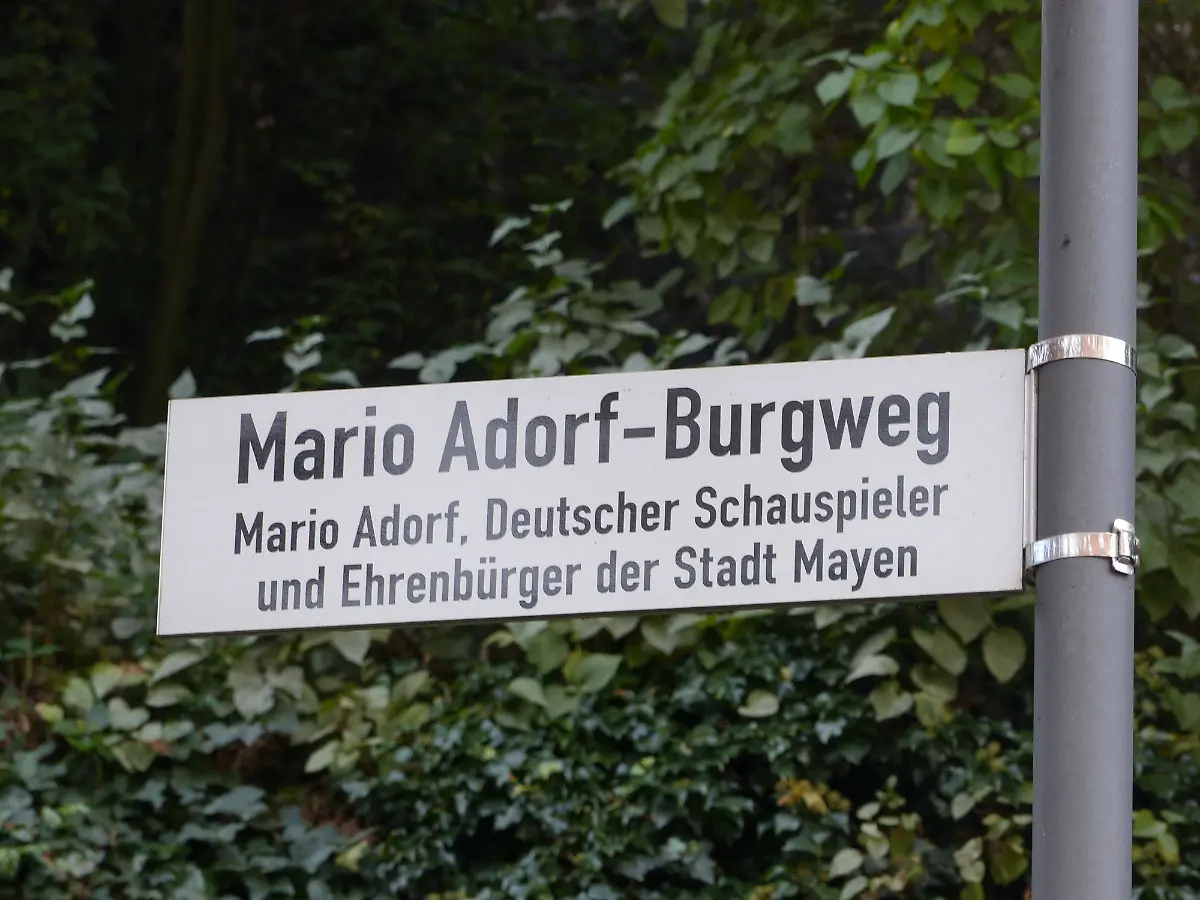 Mario Adorf-Burgweg
Mario Adorf, Deutscher Schauspieler
und Ehrenbürger der Stadt Mayen